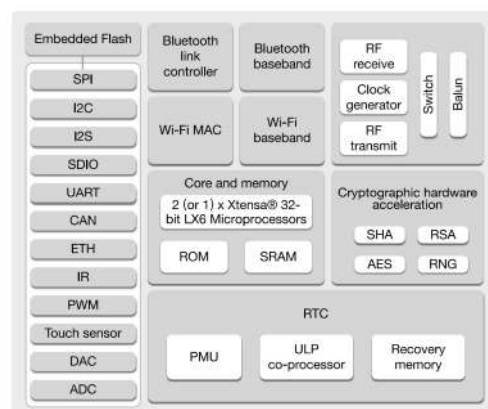 Embedded Flash
SPI
I2C
I2S
SDIO
UART
CAN
ETH
IR
PWM
Touch sensor
DAC
ADC
Bluetooth
link
controller
Bluetooth
baseband
Wi-Fi MAC
Wi-Fi
baseband
RF
receive
Clock
generator
RF
transmit
Switch
Balun
Core and memory
2 (or 1) x Xtensa® 32-
bit LX6 Microprocessors
ROM
SRAM
Cryptographic hardware
acceleration
SHA
RSA
AES
RNG
RTC
PMU
ULP
co-processor
Recovery
memory